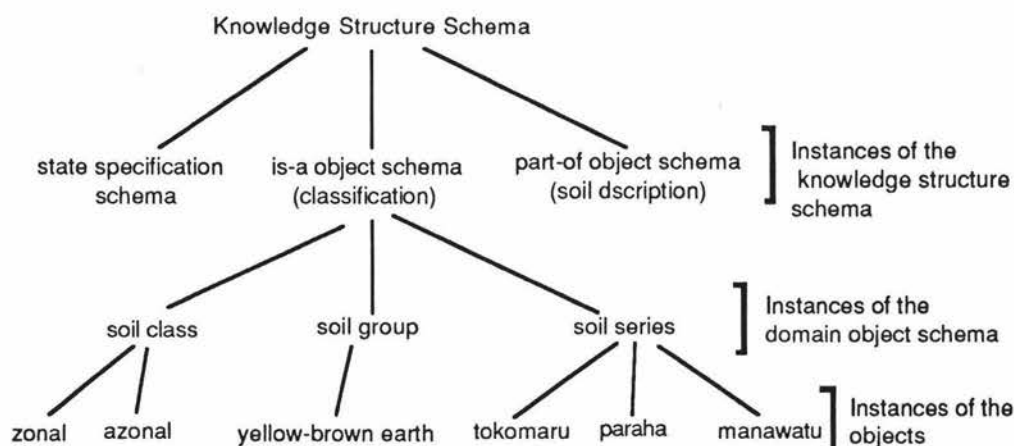 Knowledge Structure Schema
state specification
schema
is-a object schema
(classification)
part-of object schema
(soil dscription)
Instances of the
knowledge structure
schema
soil class
soil group
soil series
Instances of the
domain object schema
zonal
azonal
yellow-brown earth
tokomaru
paraha
manawatu
Instances of the
objects